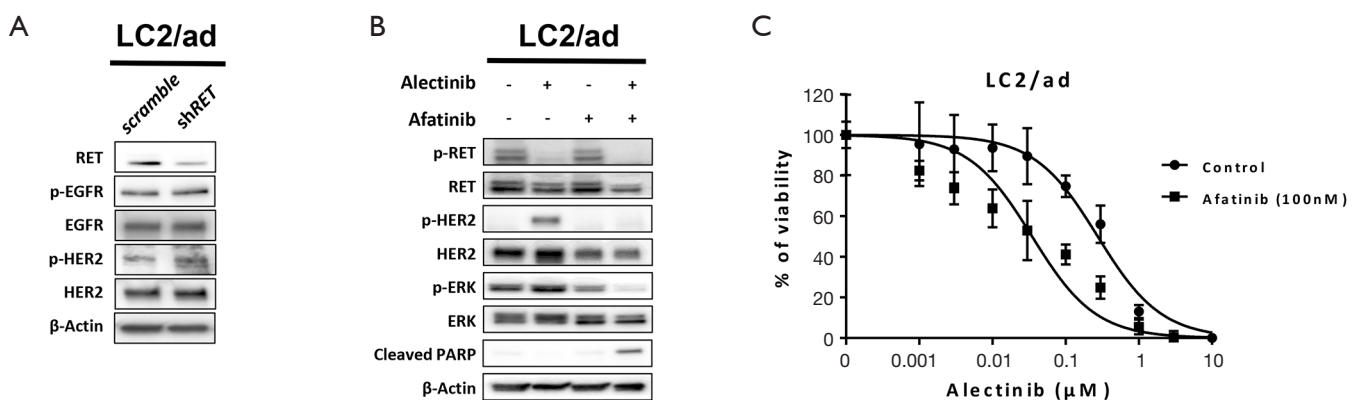 A
LC2/ad
scramble
shRET
RET
p-EGFR
EGFR
p-HER2
HER2
β-Actin
B
LC2/ad
Alectinib - + - +
Afatinib - - + +
p-RET
RET
p-HER2
HER2
p-ERK
ERK
Cleaved PARP
β-Actin
C
LC2/ad
% of viability
120
100
80
60
40
20
0
0 0.001 0.01 0.1 1 10
Alectinib (μM)
Control
Afatinib (100nM)